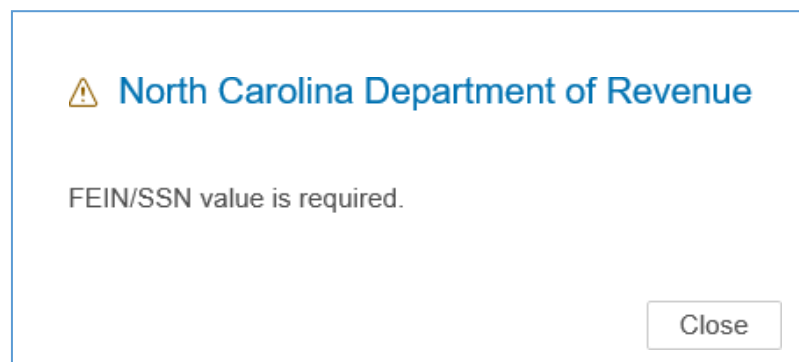 North Carolina Department of Revenue
FEIN/SSN value is required.
Close